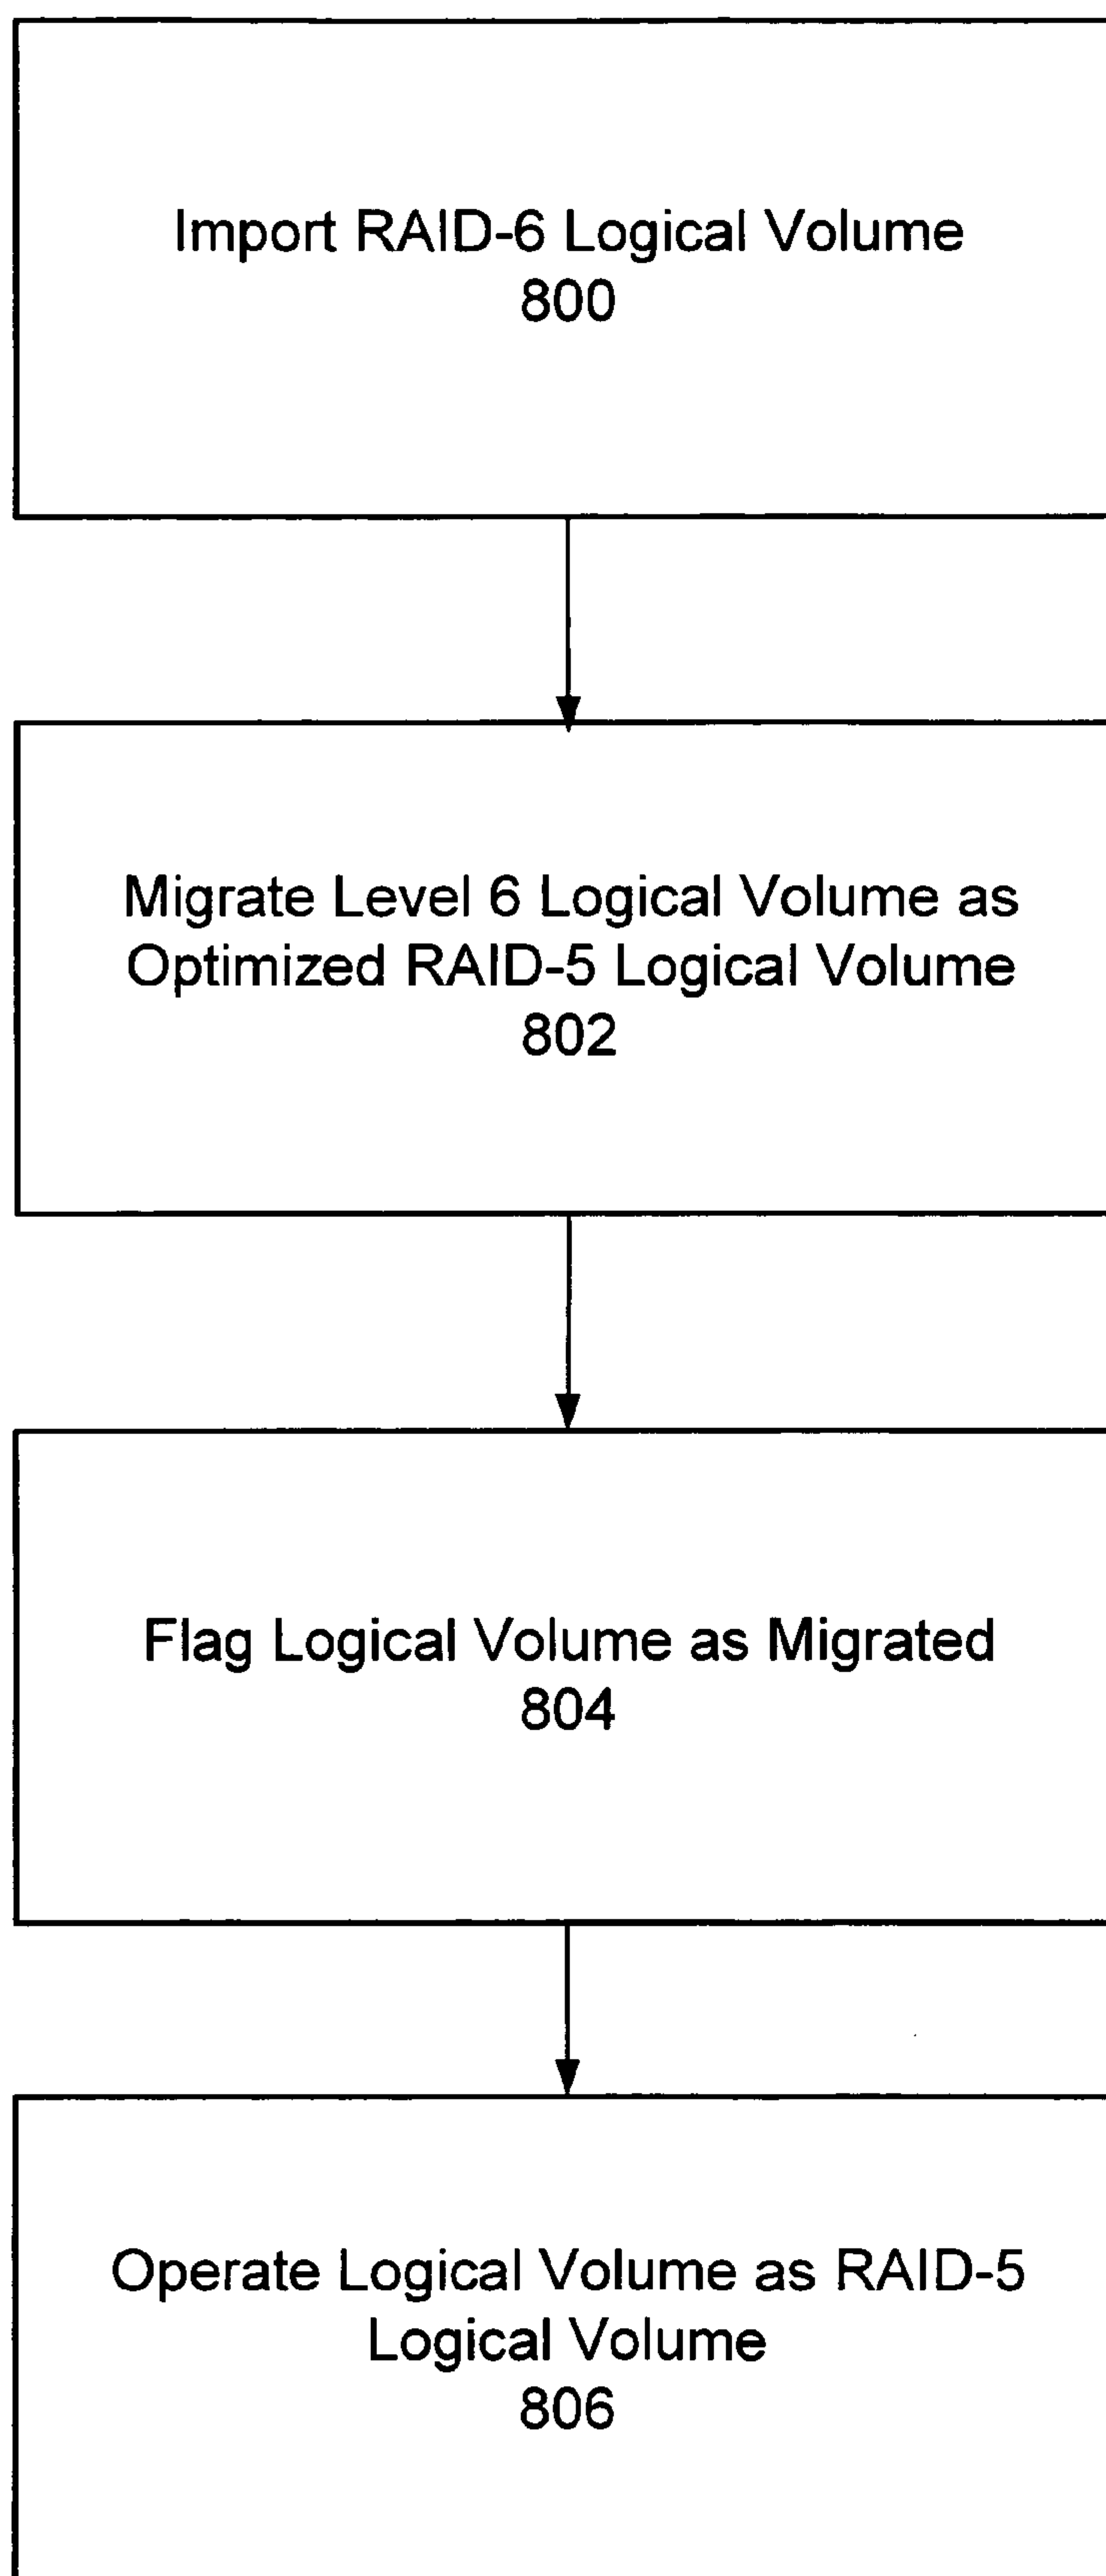 Import RAID-6 Logical Volume
800
Migrate Level 6 Logical Volume as
Optimized RAID-5 Logical Volume
802
Flag Logical Volume as Migrated
804
Operate Logical Volume as RAID-5
Logical Volume
806